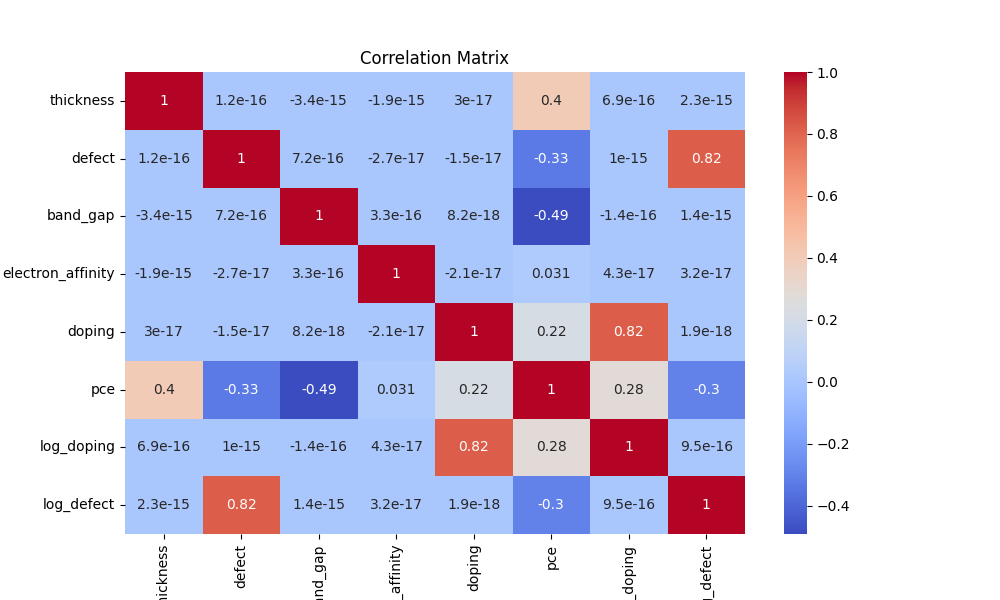 Correlation Matrix
thickness 1 1.2e-16 -3.4e-15 -1.9e-15 3e-17 0.4 6.9e-16 2.3e-15
defect 1.2e-16 1 7.2e-16 -2.7e-17 -1.5e-17 -0.33 1e-15 0.82
band_gap -3.4e-15 7.2e-16 1 3.3e-16 8.2e-18 -0.49 -1.4e-16 1.4e-15
electron_affinity -1.9e-15 -2.7e-17 3.3e-16 1 -2.1e-17 0.031 4.3e-17 3.2e-17
doping 3e-17 -1.5e-17 8.2e-18 -2.1e-17 1 0.22 0.82 1.9e-18
pce 0.4 -0.33 -0.49 0.031 0.22 1 0.28 -0.3
log_doping 6.9e-16 1e-15 -1.4e-16 4.3e-17 0.82 0.28 1 9.5e-16
log_defect 2.3e-15 0.82 1.4e-15 3.2e-17 1.9e-18 -0.3 9.5e-16 1
hickness defect and_gap _affinity doping pce _doping g_defect
1.0
0.8
0.6
0.4
0.2
0.0
−0.2
−0.4